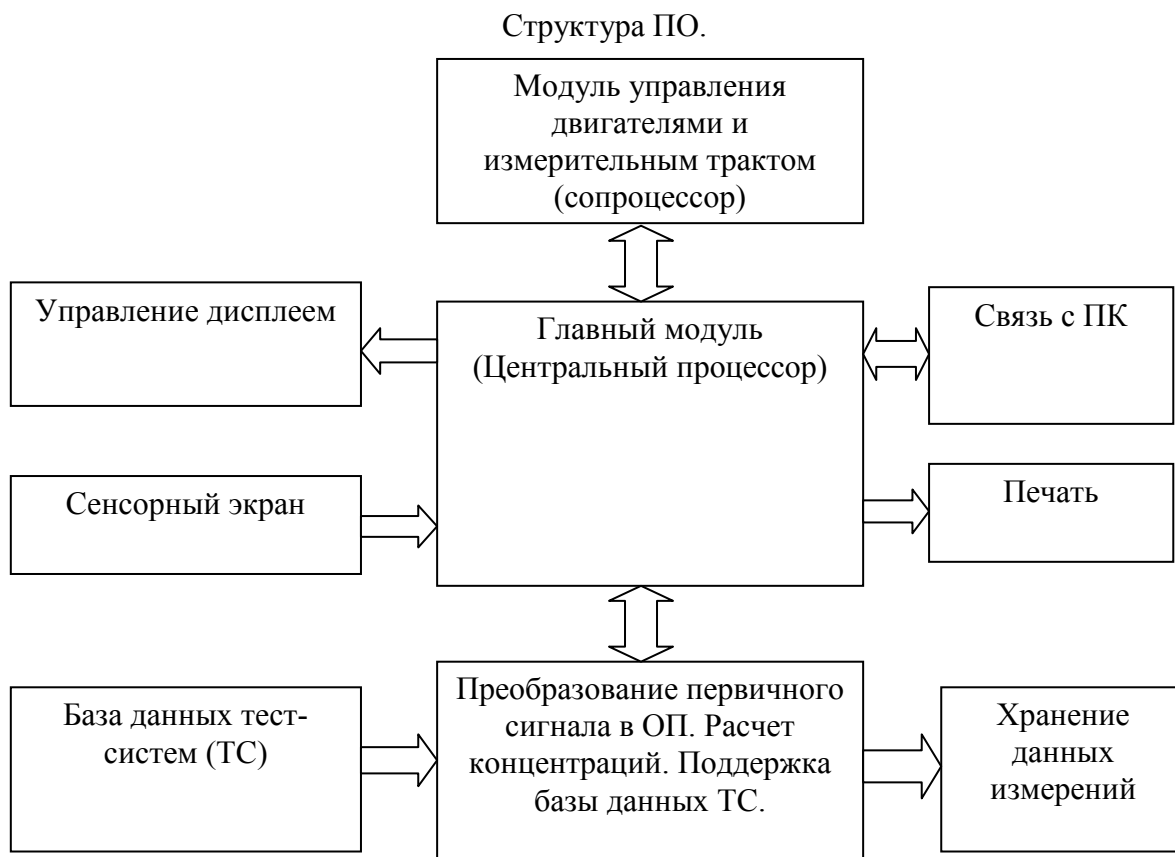 Структура ПО.
Модуль управления
двигателями и
измерительным трактом
(сопроцессор)
Управление дисплеем
Главный модуль
(Центральный процессор)
Связь с ПК
Сенсорный экран
Печать
База данных тест-
систем (ТС)
Преобразование первичного
сигнала в ОП. Расчет
концентраций. Поддержка
базы данных ТС.
Хранение
данных
измерений